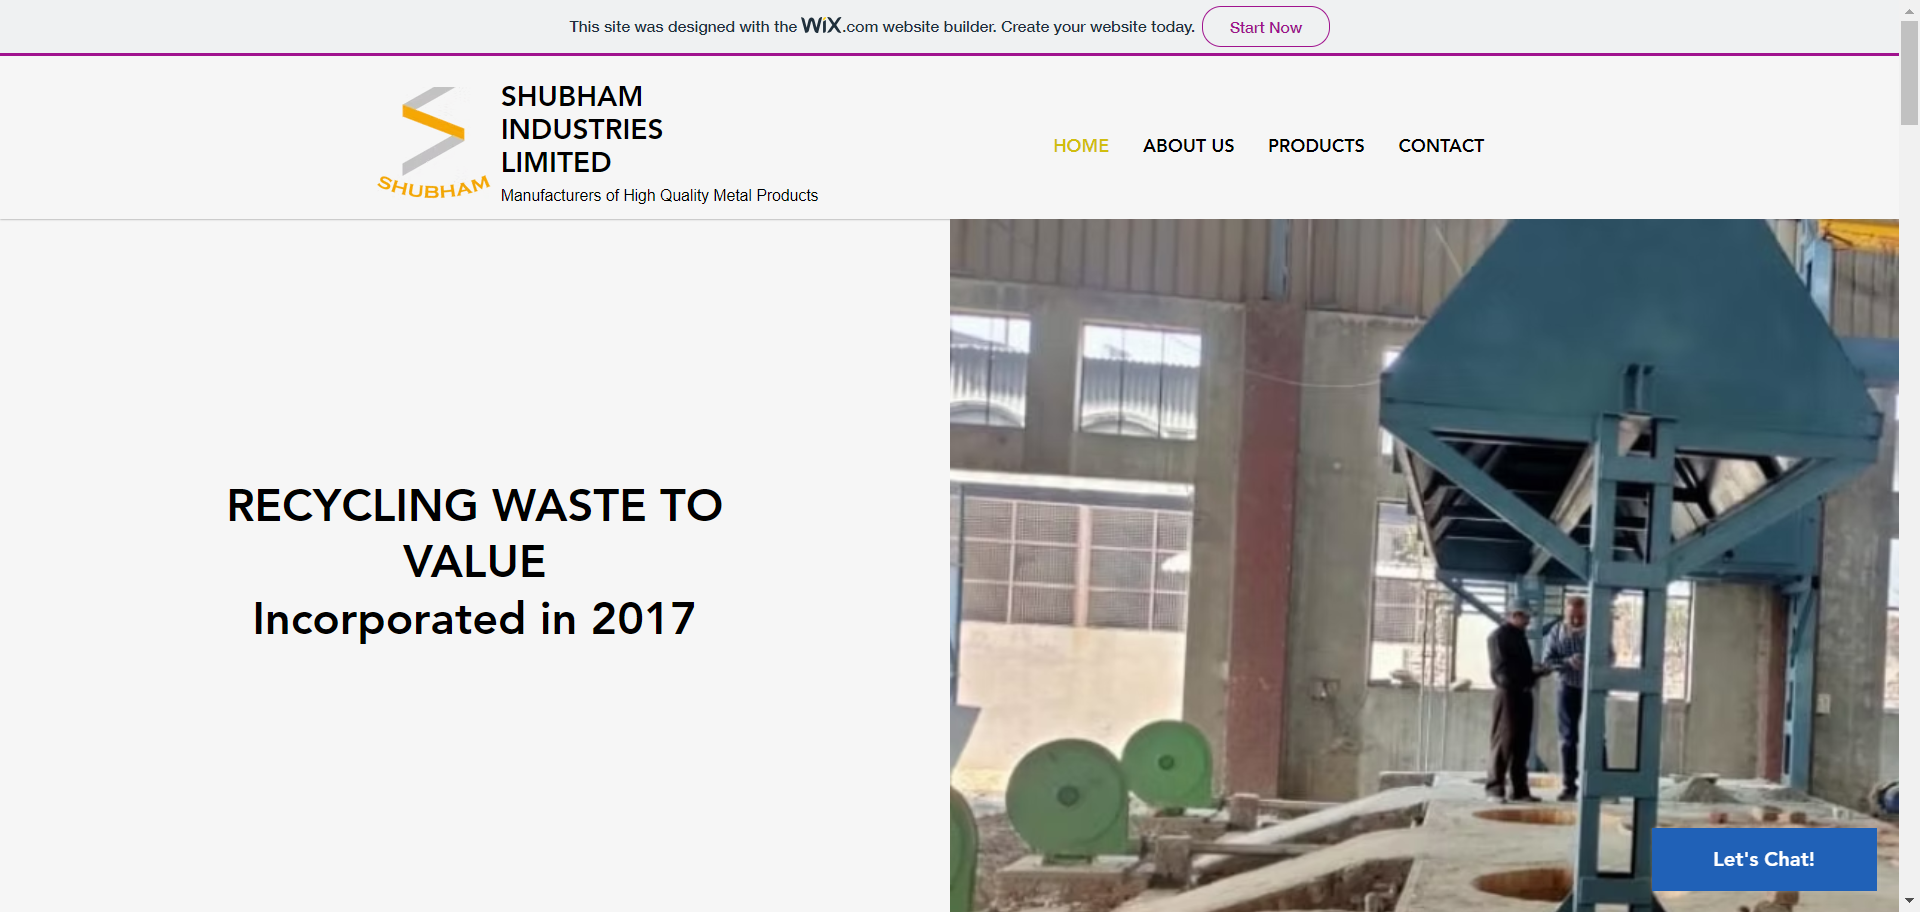 This site was designed with the WiX.com website builder. Create your website today. Start Now
SHUBHAM
SHUBHAM
INDUSTRIES
LIMITED
Manufacturers of High Quality Metal Products
HOME ABOUT US PRODUCTS CONTACT
RECYCLING WASTE TO
VALUE
Incorporated in 2017
Let's Chat!